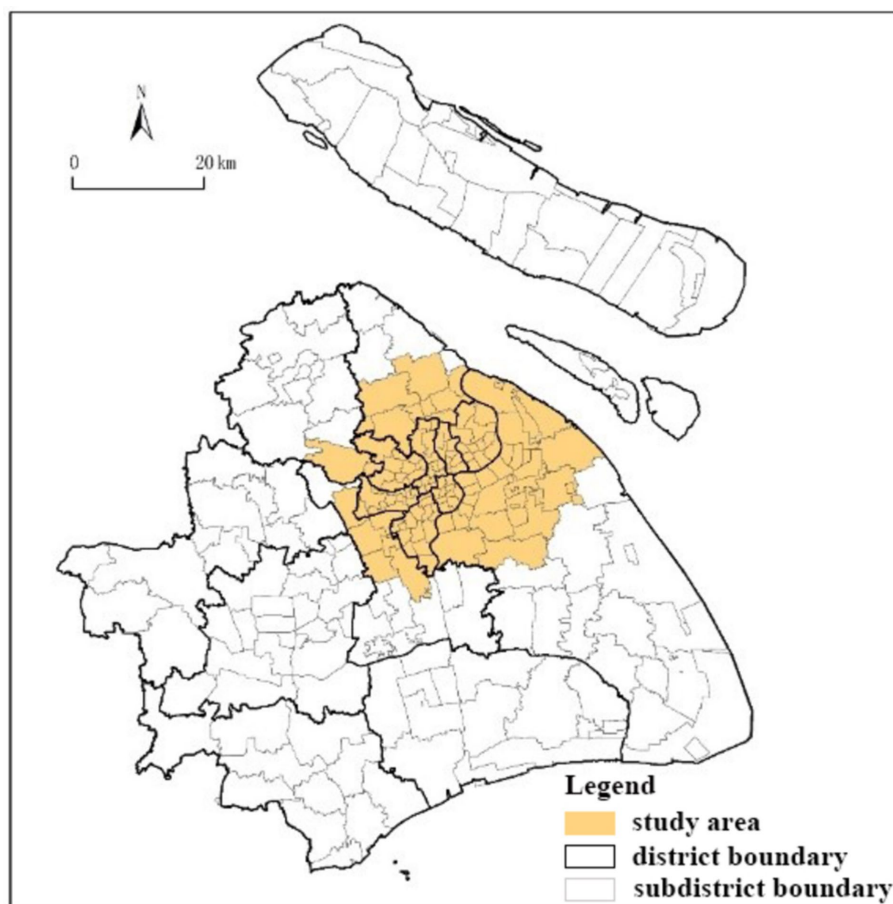 N
0 20 km
Legend
study area
district boundary
subdistrict boundary